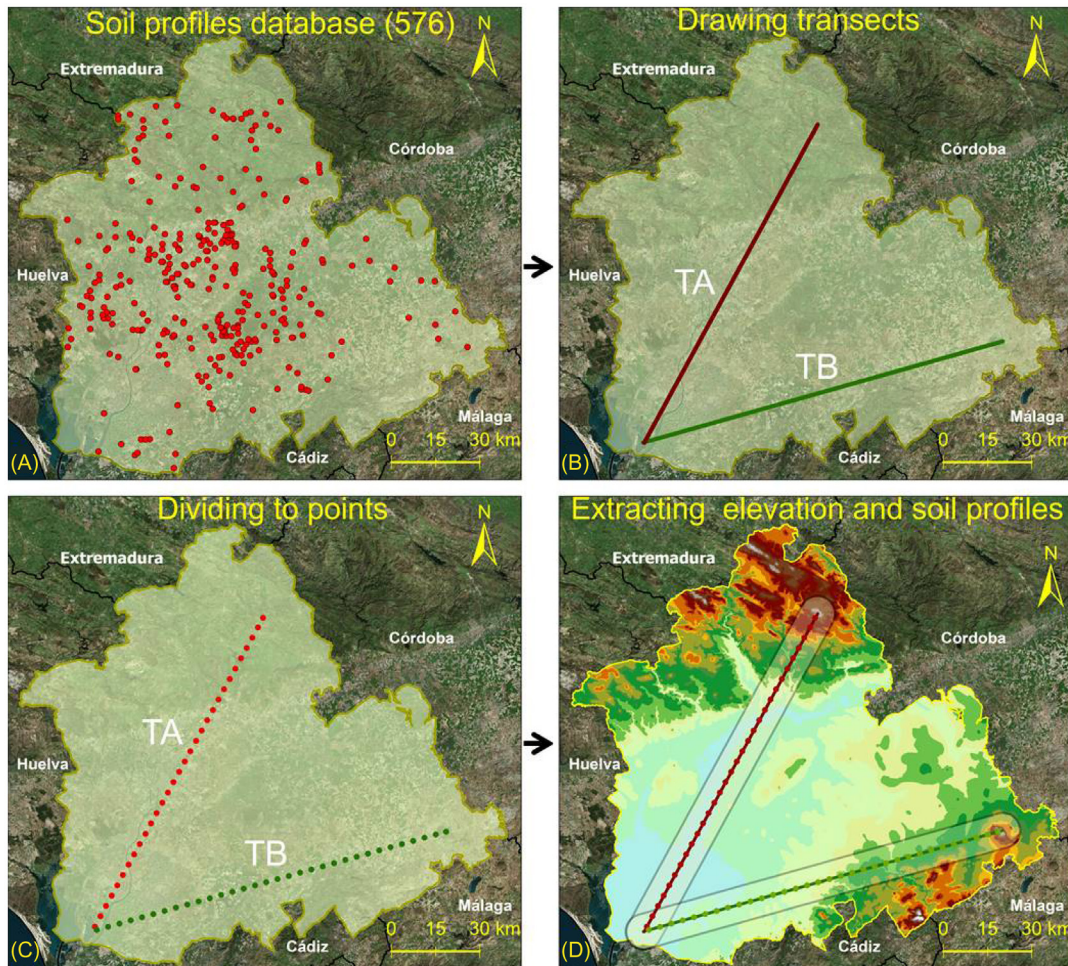 Soil profiles database (576)
N
Extremadura
Córdoba
Huelva
Málaga
Cádiz
0 15 30 km
(A)
Drawing transects
N
Extremadura
Córdoba
Huelva
TA
TB
Málaga
Cádiz
0 15 30 km
(B)
Dividing to points
N
Extremadura
Córdoba
TA
Huelva
TB
Málaga
Cádiz
0 15 30 km
(C)
Extracting elevation and soil profiles
N
Extremadura
Córdoba
Huelva
Málaga
Cádiz
0 15 30 km
(D)